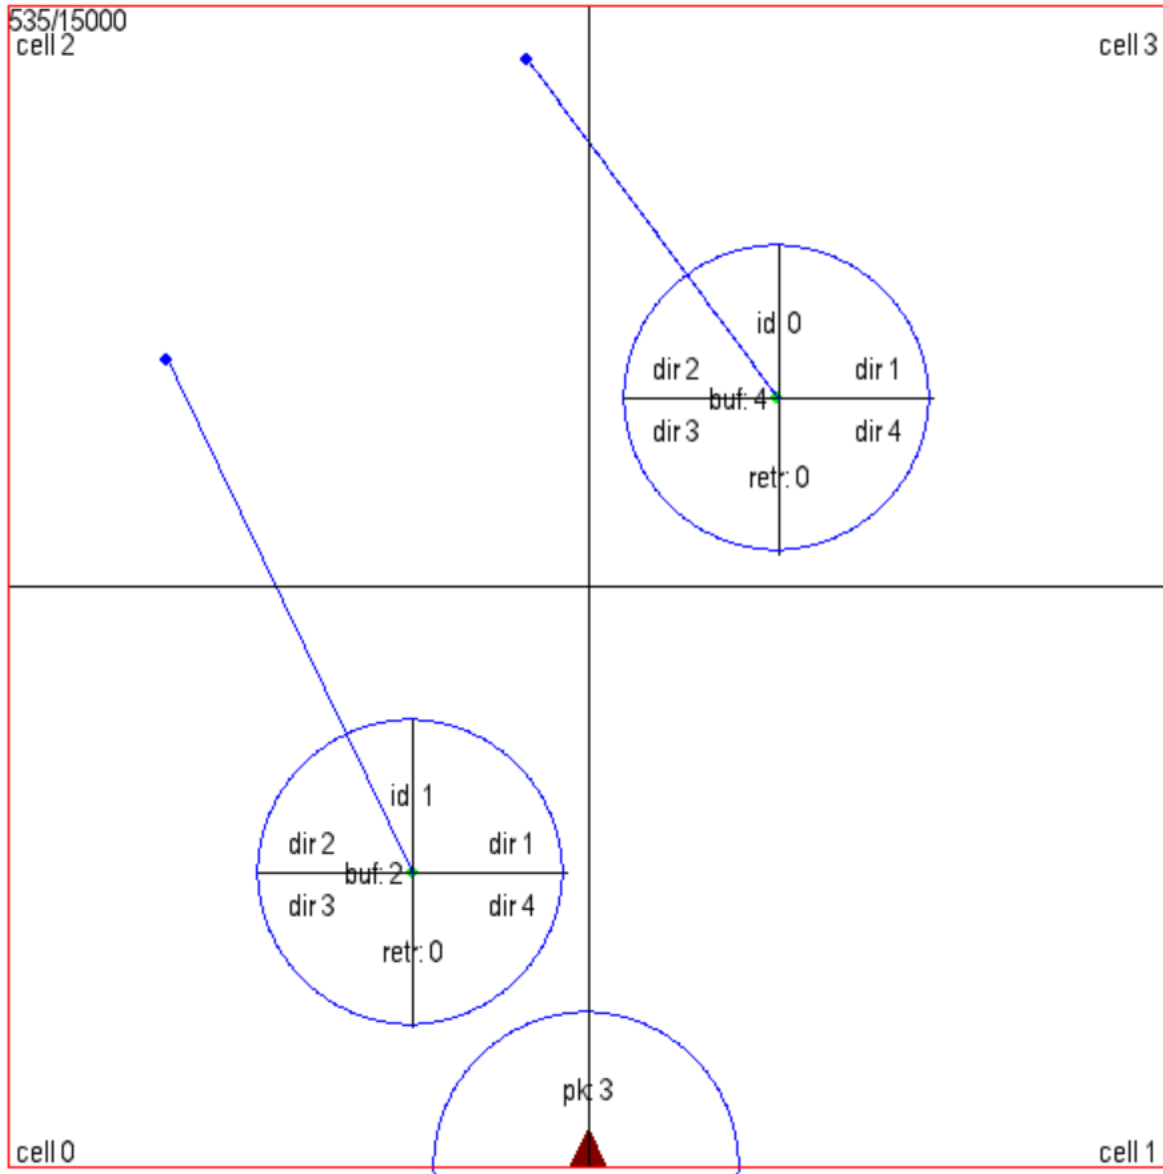 535/15000
cell 2
cell 3
id 0
dir 2
dir 1
buf: 4
dir 3
dir 4
retr: 0
id 1
dir 2
dir 1
buf: 2
dir 3
dir 4
retr: 0
pk: 3
cell 0
cell 1